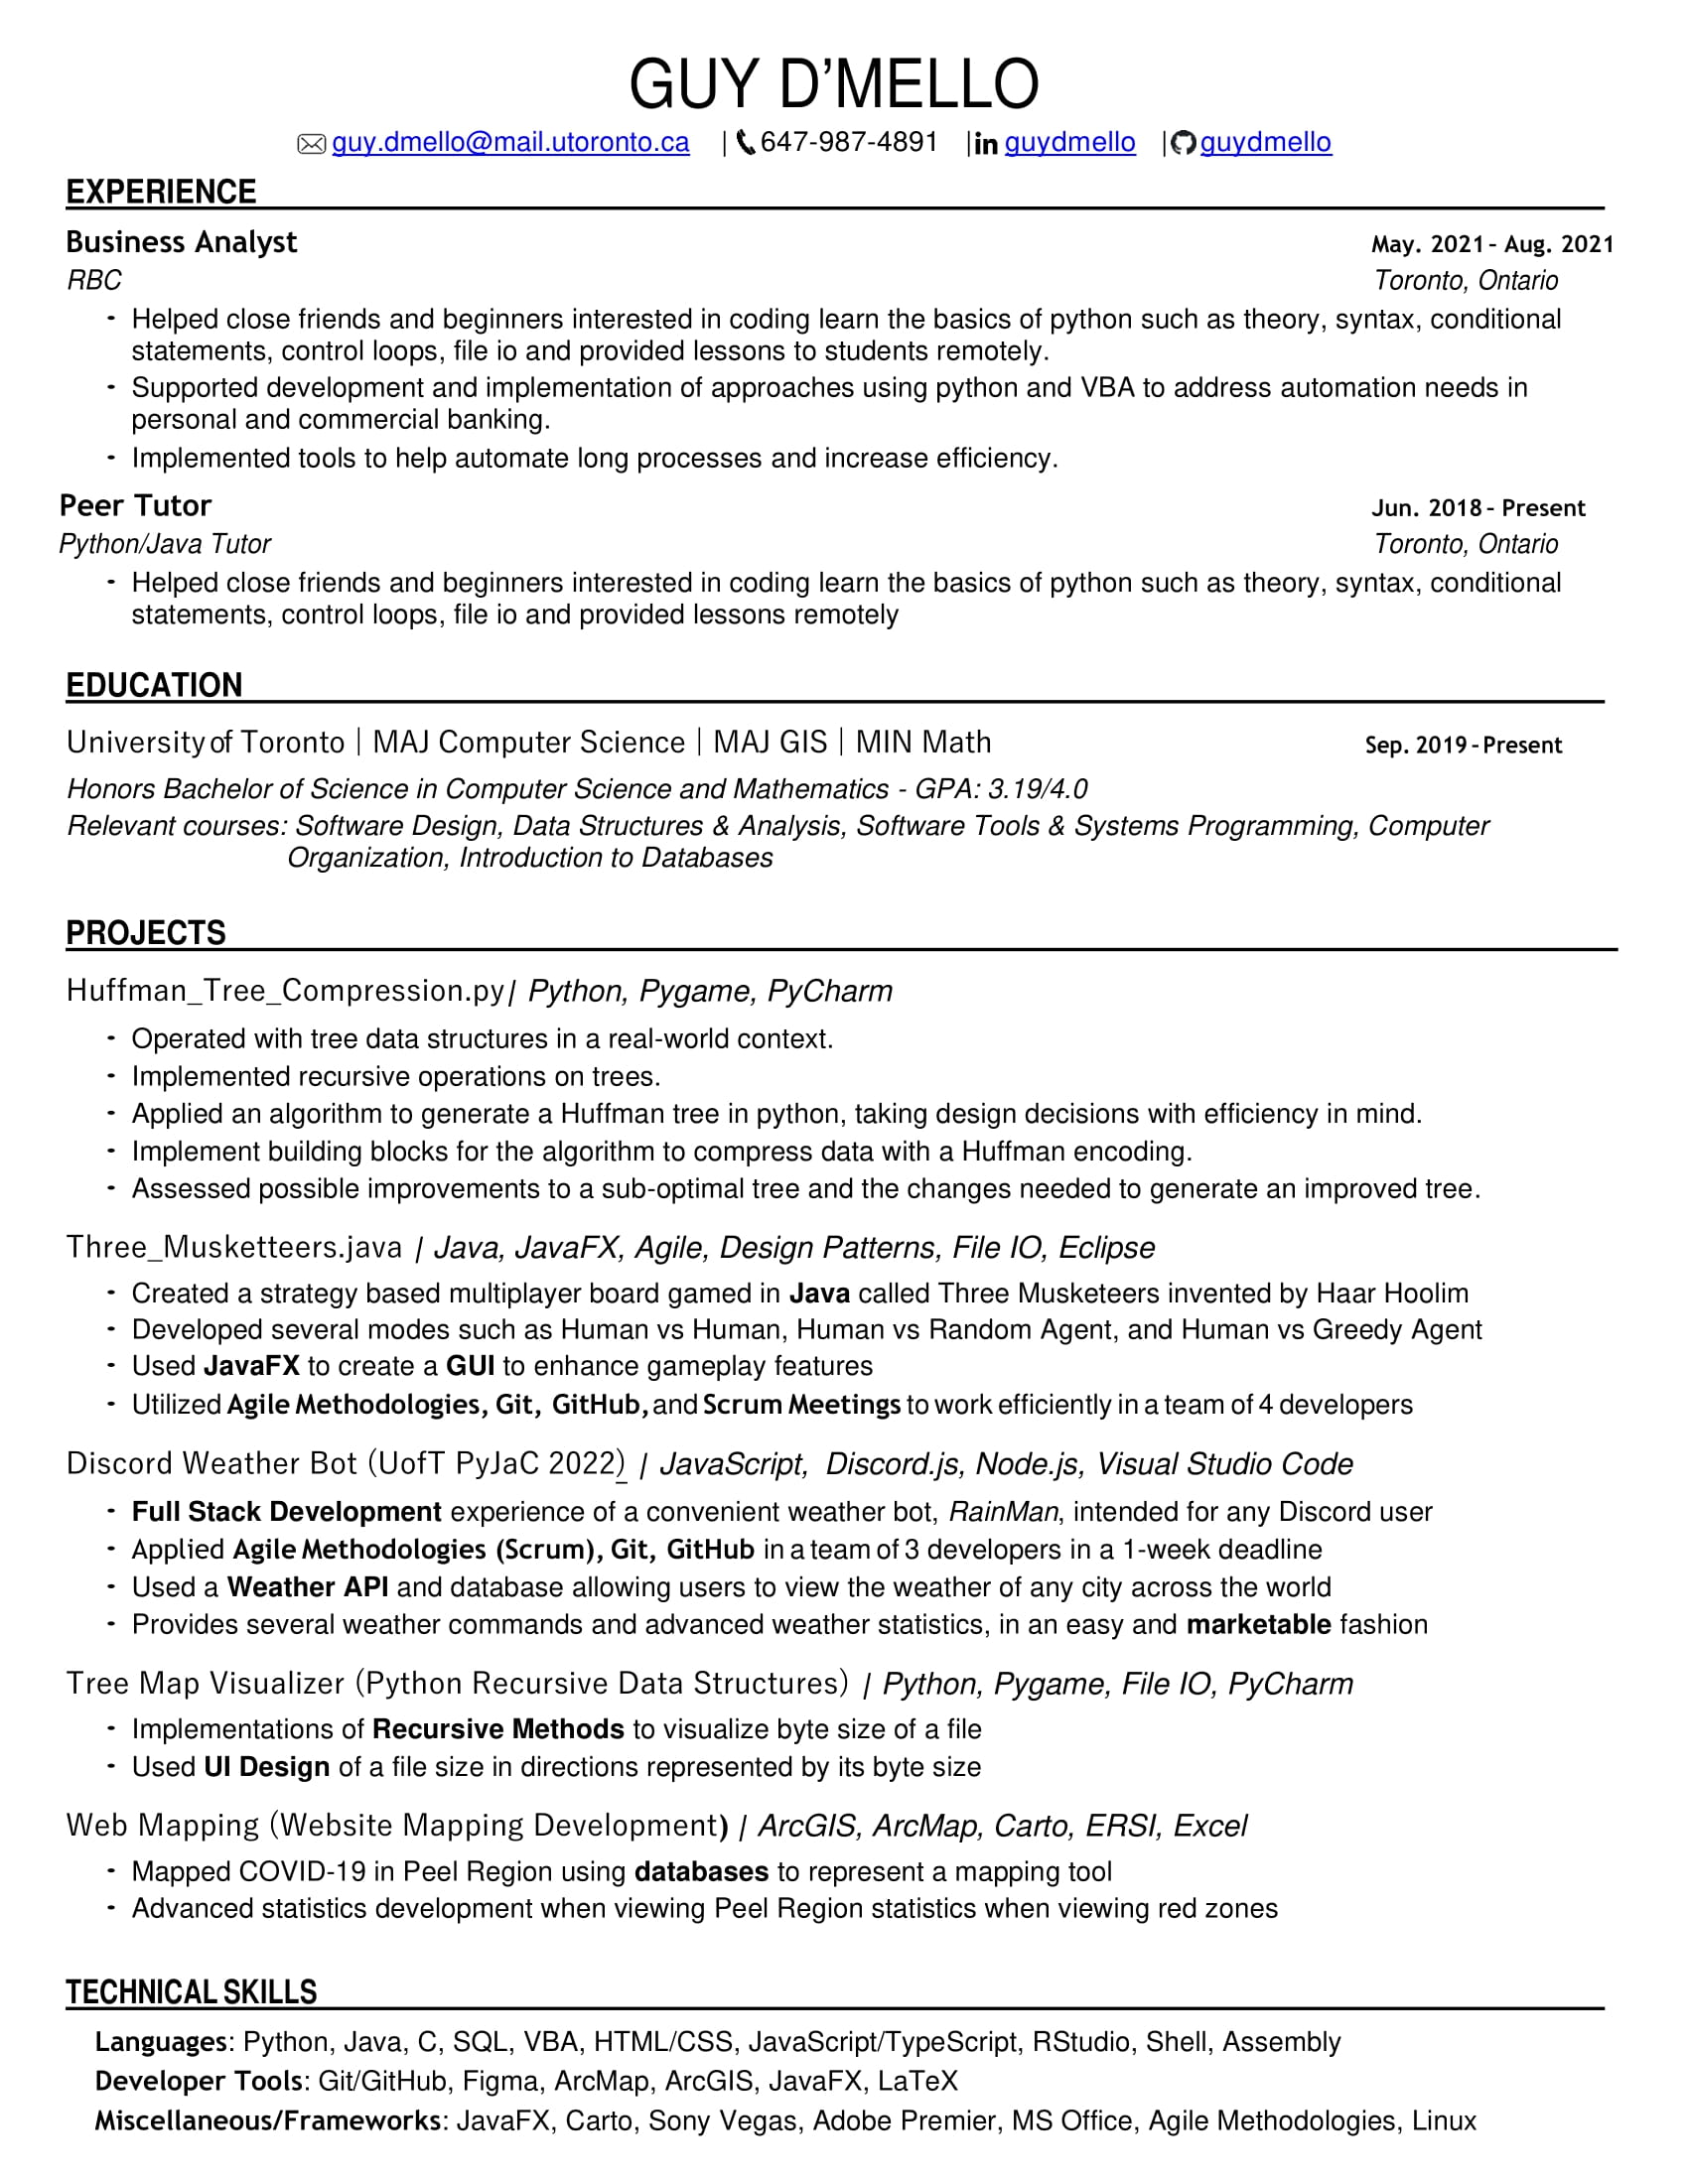 GUY D'MELLO
guy.dmello@mail.utoronto.ca | 647-987-4891 |in guydmello | guydmello
EXPERIENCE
Business Analyst May. 2021 - Aug. 2021
RBC Toronto, Ontario
- Helped close friends and beginners interested in coding learn the basics of python such as theory, syntax, conditional
statements, control loops, file io and provided lessons to students remotely.
- Supported development and implementation of approaches using python and VBA to address automation needs in
personal and commercial banking.
- Implemented tools to help automate long processes and increase efficiency.
Peer Tutor Jun. 2018 - Present
Python/Java Tutor Toronto, Ontario
- Helped close friends and beginners interested in coding learn the basics of python such as theory, syntax, conditional
statements, control loops, file io and provided lessons remotely
EDUCATION
University of Toronto | MAJ Computer Science | MAJ GIS | MIN Math Sep. 2019 - Present
Honors Bachelor of Science in Computer Science and Mathematics - GPA: 3.19/4.0
Relevant courses: Software Design, Data Structures & Analysis, Software Tools & Systems Programming, Computer
Organization, Introduction to Databases
PROJECTS
Huffman_Tree_Compression.py| Python, Pygame, PyCharm
- Operated with tree data structures in a real-world context.
- Implemented recursive operations on trees.
- Applied an algorithm to generate a Huffman tree in python, taking design decisions with efficiency in mind.
- Implement building blocks for the algorithm to compress data with a Huffman encoding.
- Assessed possible improvements to a sub-optimal tree and the changes needed to generate an improved tree.
Three_Musketteers.java | Java, JavaFX, Agile, Design Patterns, File IO, Eclipse
- Created a strategy based multiplayer board gamed in Java called Three Musketeers invented by Haar Hoolim
- Developed several modes such as Human vs Human, Human vs Random Agent, and Human vs Greedy Agent
- Used JavaFX to create a GUI to enhance gameplay features
- Utilized Agile Methodologies, Git, GitHub, and Scrum Meetings to work efficiently in a team of 4 developers
Discord Weather Bot (UofT PyJaC 2022) | JavaScript, Discord.js, Node.js, Visual Studio Code
- Full Stack Development experience of a convenient weather bot, RainMan, intended for any Discord user
- Applied Agile Methodologies (Scrum), Git, GitHub in a team of 3 developers in a 1-week deadline
- Used a Weather API and database allowing users to view the weather of any city across the world
- Provides several weather commands and advanced weather statistics, in an easy and marketable fashion
Tree Map Visualizer (Python Recursive Data Structures) | Python, Pygame, File IO, PyCharm
- Implementations of Recursive Methods to visualize byte size of a file
- Used UI Design of a file size in directions represented by its byte size
Web Mapping (Website Mapping Development) | ArcGIS, ArcMap, Carto, ERSI, Excel
- Mapped COVID-19 in Peel Region using databases to represent a mapping tool
- Advanced statistics development when viewing Peel Region statistics when viewing red zones
TECHNICAL SKILLS
Languages: Python, Java, C, SQL, VBA, HTML/CSS, JavaScript/TypeScript, RStudio, Shell, Assembly
Developer Tools: Git/GitHub, Figma, ArcMap, ArcGIS, JavaFX, LaTeX
Miscellaneous/Frameworks: JavaFX, Carto, Sony Vegas, Adobe Premier, MS Office, Agile Methodologies, Linux